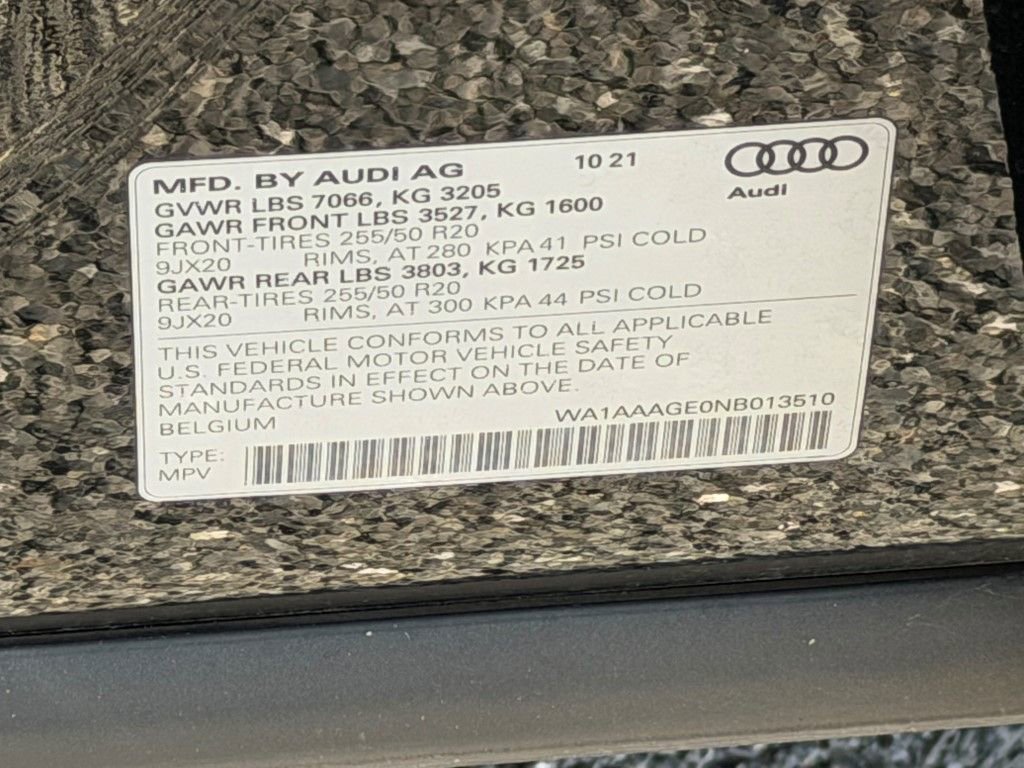 MFD. BY AUDI AG 10 21
Audi
GVWR LBS 7066, KG 3205
GAWR FRONT LBS 3527, KG 1600
FRONT-TIRES 255/50 R20
9JX20 RIMS, AT 280 KPA 41 PSI COLD
GAWR REAR LBS 3803, KG 1725
REAR-TIRES 255/50 R20
9JX20 RIMS, AT 300 KPA 44 PSI COLD
THIS VEHICLE CONFORMS TO ALL APPLICABLE
U.S. FEDERAL MOTOR VEHICLE SAFETY
STANDARDS IN EFFECT ON THE DATE OF
MANUFACTURE SHOWN ABOVE.
BELGIUM WA1AAAGE0NB013510
TYPE:
MPV